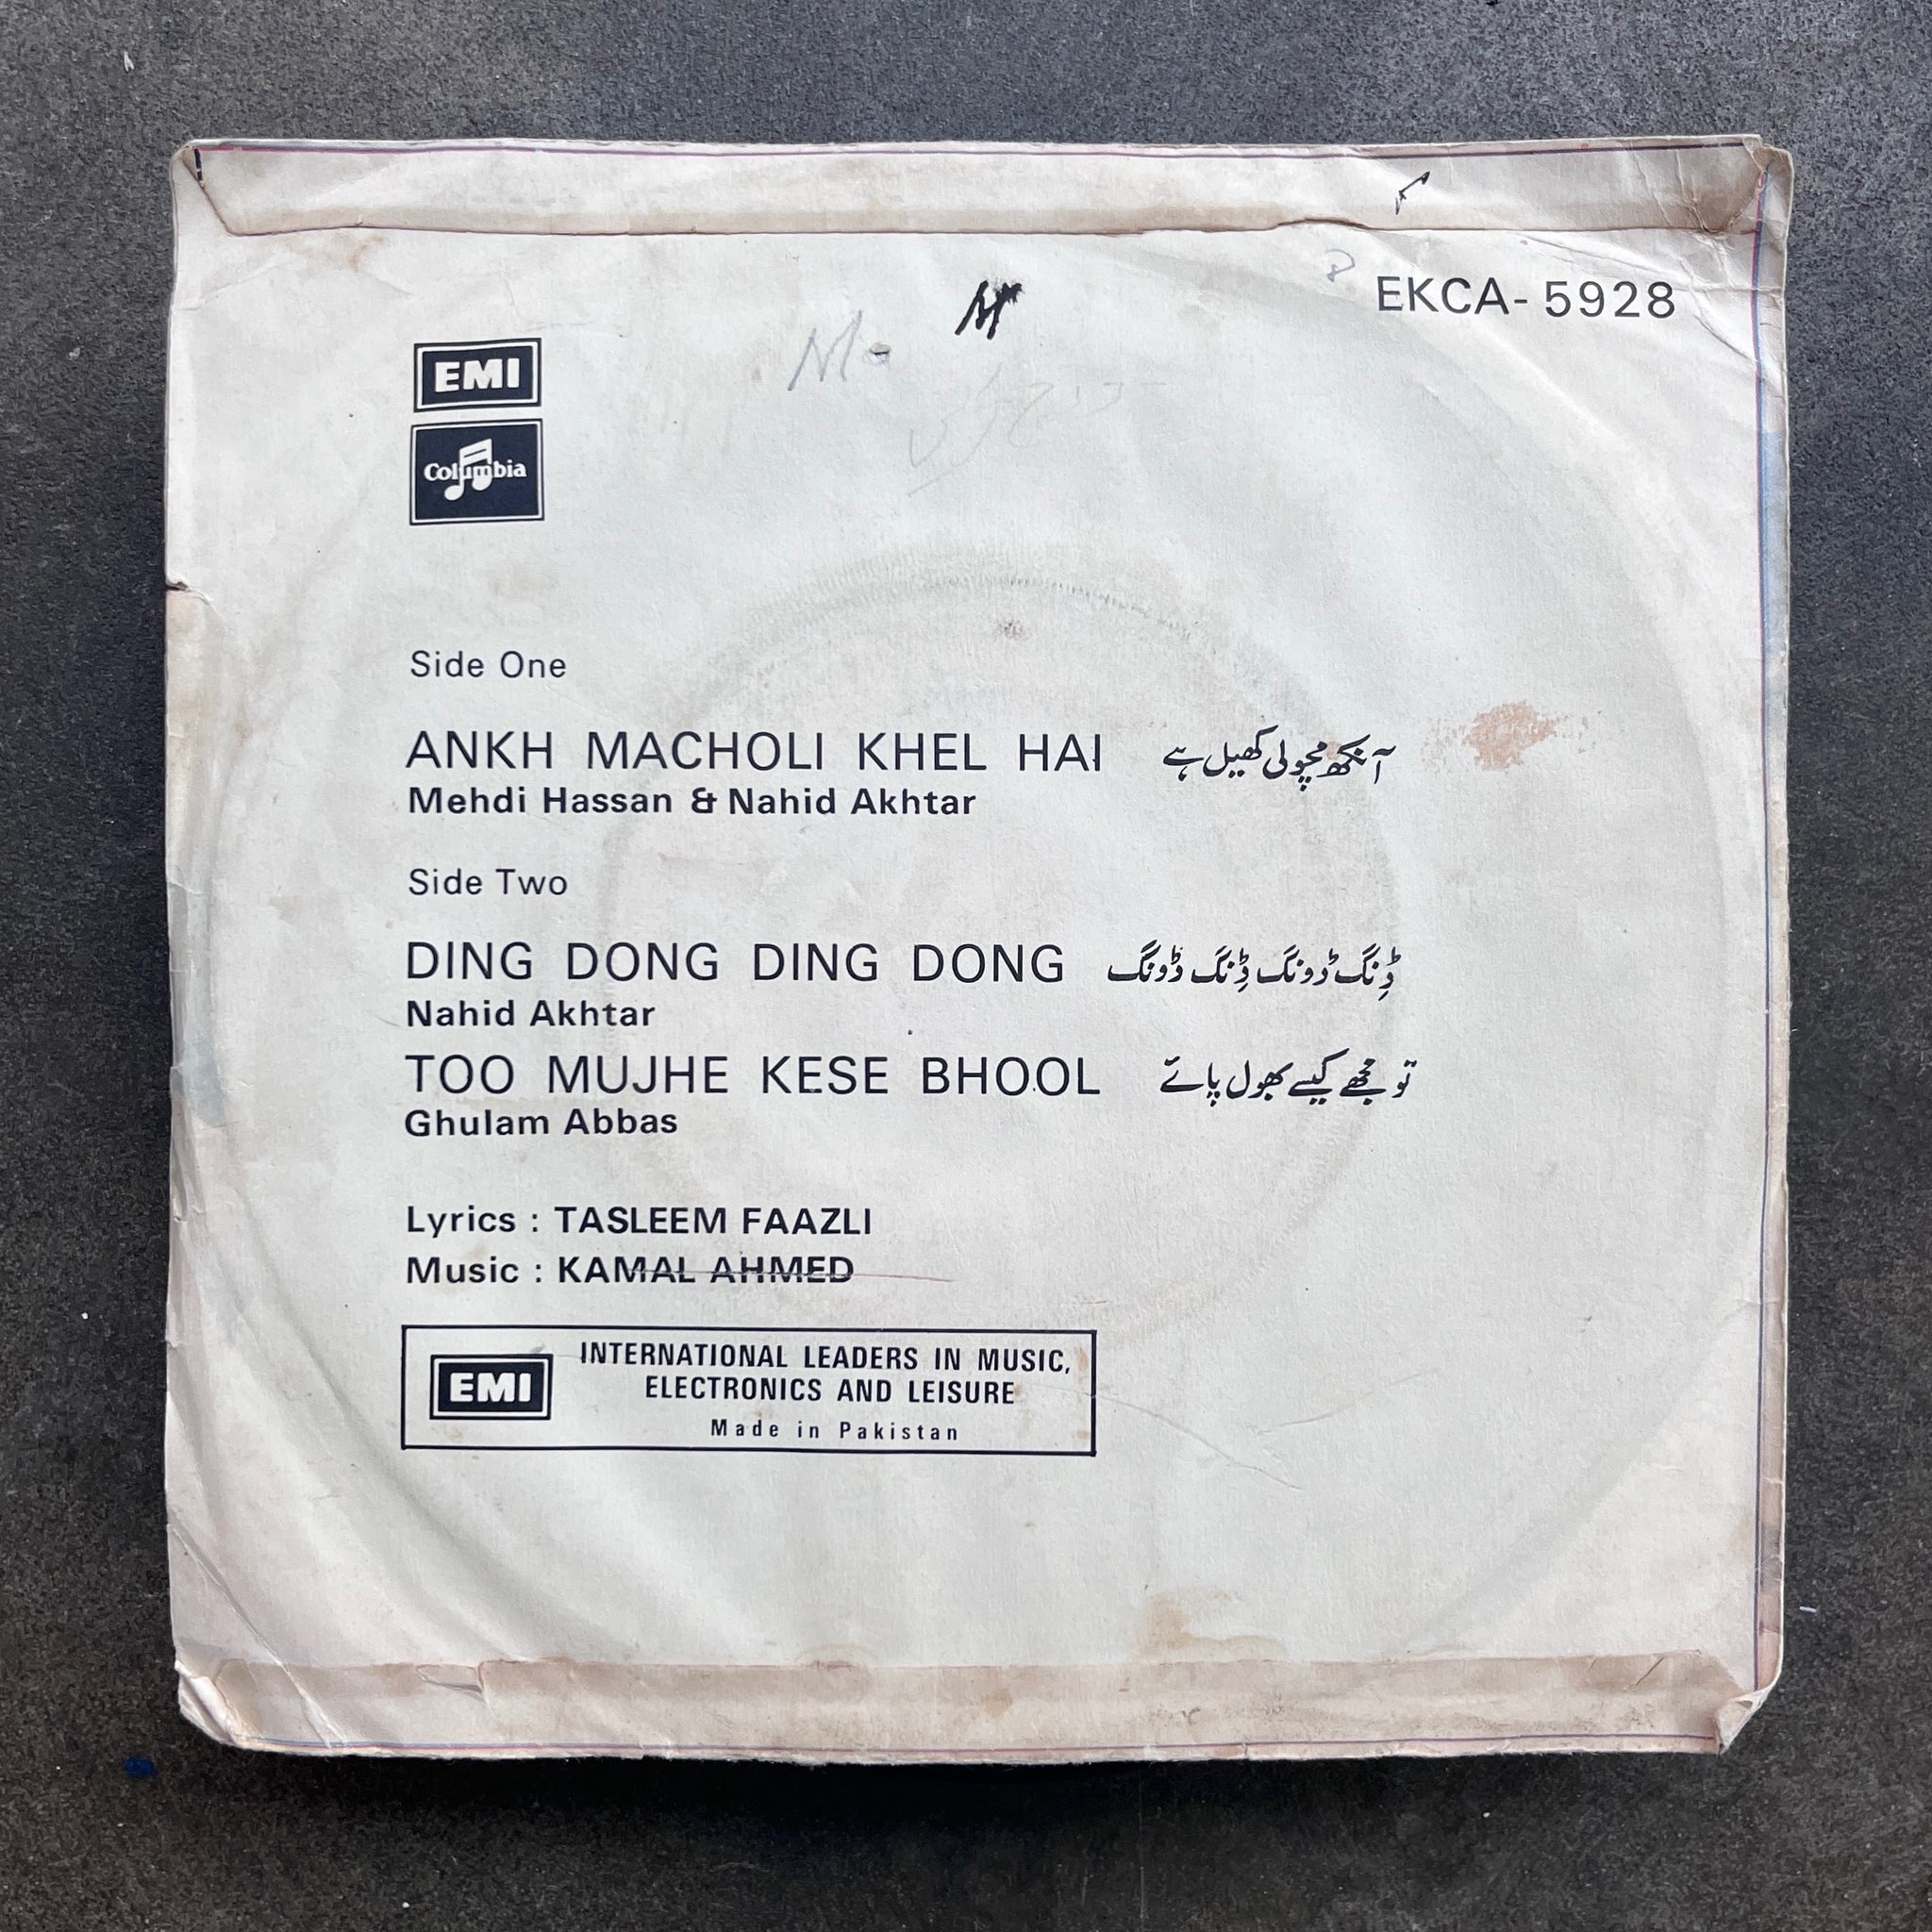 EKCA-5928
EMI
Columbia
Side One
ANKH MACHOLI KHEL HAI آنکھ مچولی کھیل ہے
Mehdi Hassan & Nahid Akhtar
Side Two
DING DONG DING DONG ڈِنگ ڈونگ ڈِنگ ڈونگ
Nahid Akhtar
TOO MUJHE KESE BHOOL تو مجھے کیسے بھول پائے
Ghulam Abbas
Lyrics : TASLEEM FAAZLI
Music : KAMAL AHMED
EMI
INTERNATIONAL LEADERS IN MUSIC,
ELECTRONICS AND LEISURE
Made in Pakistan